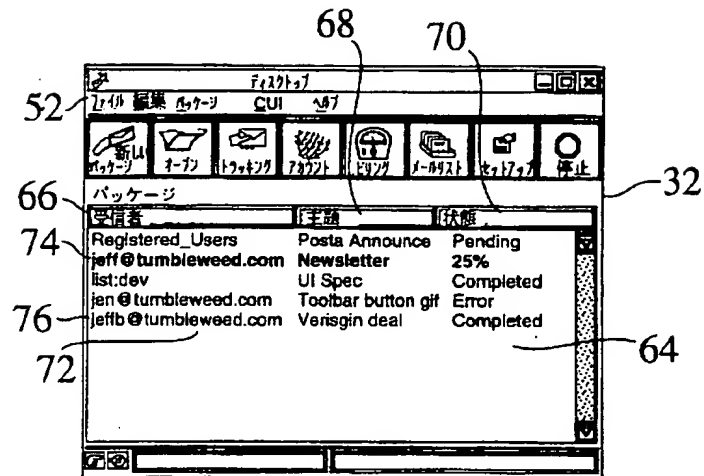 68
70
ディスクトップ
52
ファイル 編集 パッケージ CUI ヘルプ
新しい パッケージ オープン トラッキング アカウント ビリング メールリスト セットアップ 停止
パッケージ
32
66
受信者 主題 状態
Registered_Users Posta Announce Pending
74
jeff@tumbleweed.com Newsletter 25%
list:dev UI Spec Completed
jen@tumbleweed.com Toolbar button gif Error
76
jeffb@tumbleweed.com Verisgin deal Completed
72
64